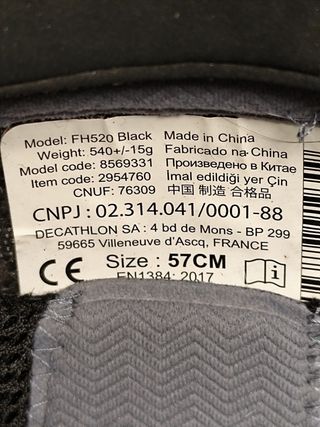 Model: FH520 Black Made in China
Weight: 540+/-15g Fabricado na China
Model code: 8569331 Произведено в Китае
Item code: 2954760 İmal edildiği yer Çin
CNUF: 76309 中国 制造 合格品
CNPJ : 02.314.041/0001-88
DECATHLON SA : 4 bd de Mons - BP 299
59665 Villeneuve d'Ascq, FRANCE
CE Size : 57CM
EN1384: 2017